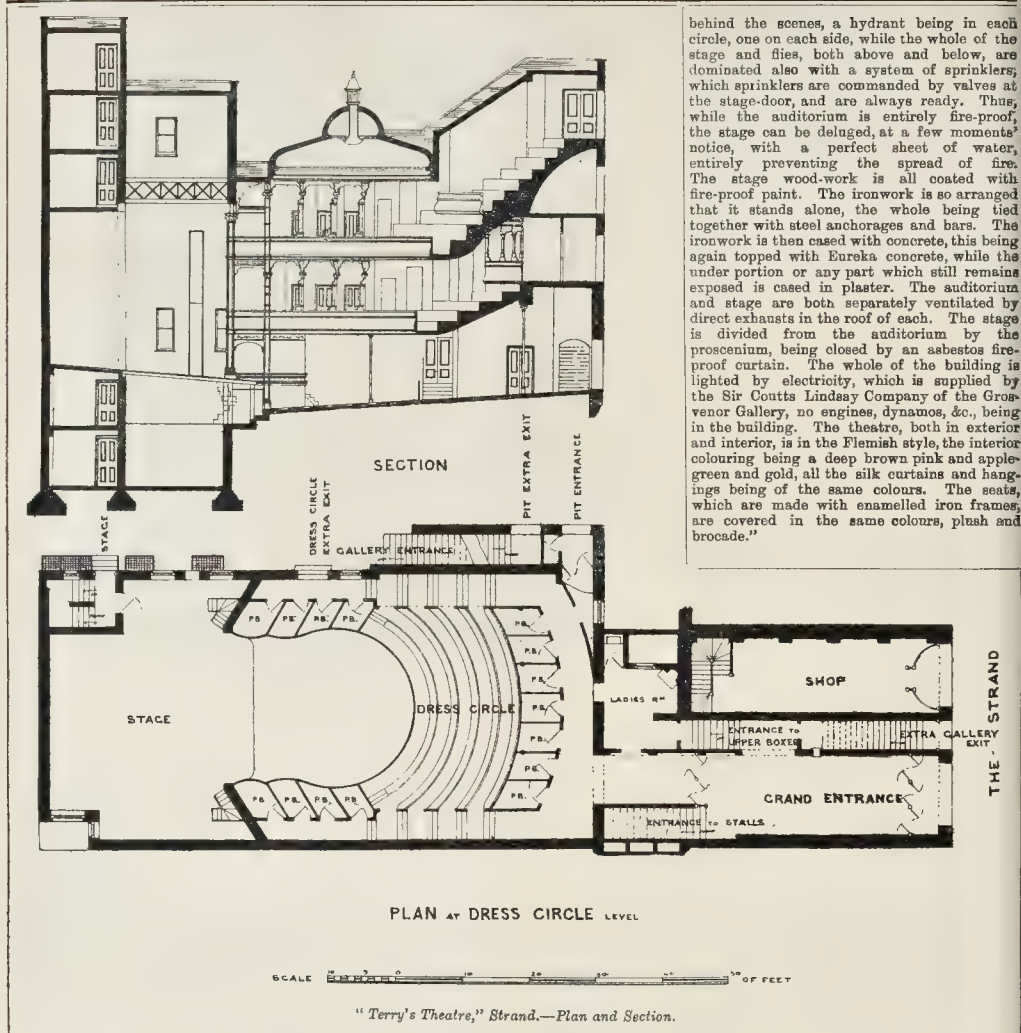 behind the scenes, a hydrant being in each
circle, one on each side, while the whole of the
stage and flies, both above and below, are
dominated also with a system of sprinklers,
which sprinklers are commanded by valves at
the stage-door, and are always ready. Thus,
while the auditorium is entirely fire-proof,
the stage can be deluged, at a few moments'
notice, with a perfect sheet of water,
entirely preventing the spread of fire.
The stage wood-work is all coated with
fire-proof paint. The ironwork is so arranged
that it stands alone, the whole being tied
together with steel anchorages and bars. The
ironwork is then cased with concrete, this being
again topped with Eureka concrete, while the
under portion or any part which still remains
exposed is cased in plaster. The auditorium
and stage are both separately ventilated by
direct exhausts in the roof of each. The stage
is divided from the auditorium by the
proscenium, being closed by an asbestos fire-
proof curtain. The whole of the building is
lighted by electricity, which is supplied by
the Sir Coutts Lindsay Company of the Gros-
venor Gallery, no engines, dynamos, &c., being
in the building. The theatre, both in exterior
and interior, is in the Flemish style, the interior
colouring being a deep brown pink and apple-
green and gold, all the silk curtains and hang-
ings being of the same colours. The seats,
which are made with enamelled iron frames,
are covered in the same colours, plush and
brocade."
SECTION
STAGE
DRESS CIRCLE
EXTRA EXIT
GALLERY ENTRANCE
PIT EXTRA EXIT
PIT ENTRANCE
P.B. P.B. P.B. P.B.
P.B.
P.B.
P.B.
P.B.
P.B.
P.B.
P.B.
STAGE
DRESS CIRCLE
P.B. P.B. P.B. P.B.
LADIES RM
SHOP
ENTRANCE TO
UPPER BOXES
EXTRA GALLERY
EXIT
GRAND ENTRANCE
ENTRANCE TO STALLS.
THE STRAND
PLAN AT DRESS CIRCLE LEVEL
SCALE 10 5 0 10 20 30 40 50 OF FEET
"Terry's Theatre," Strand.—Plan and Section.